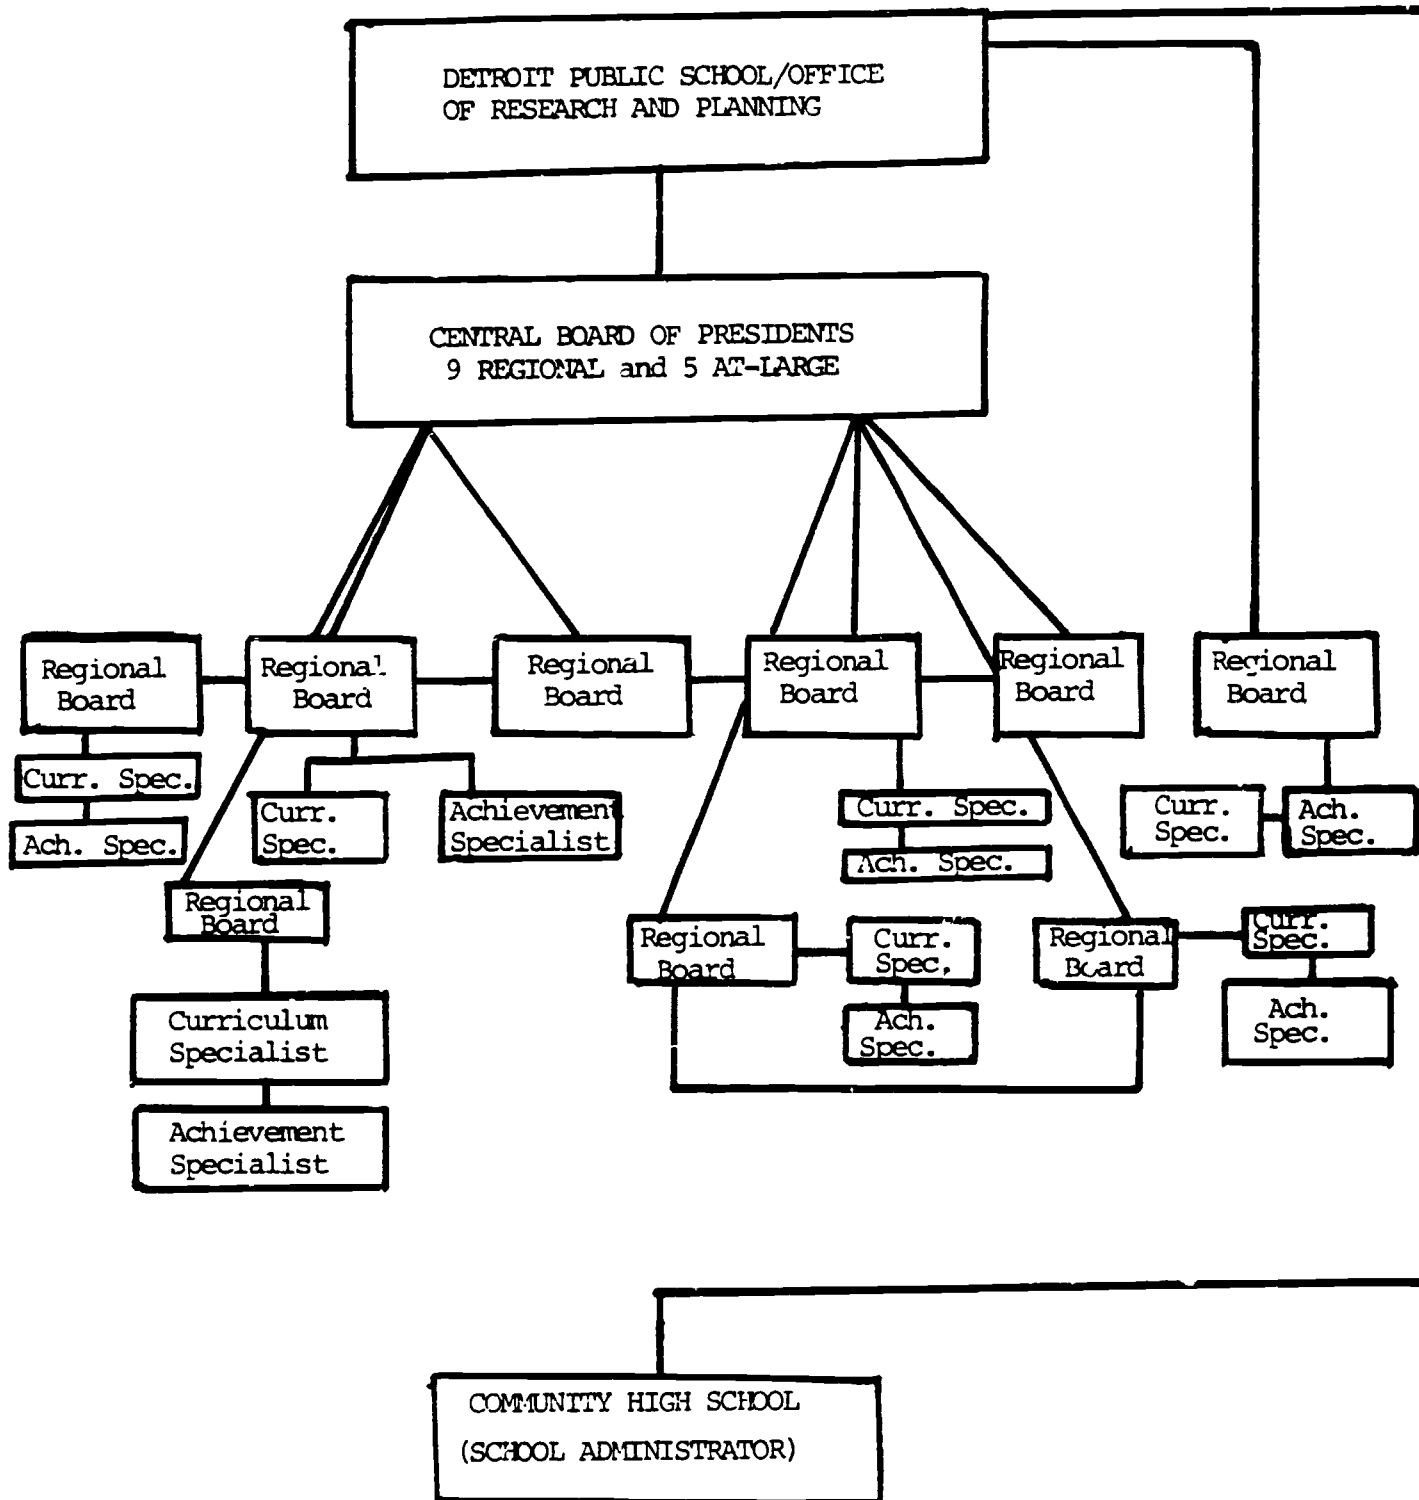 DETROIT PUBLIC SCHOOL/OFFICE
OF RESEARCH AND PLANNING
CENTRAL BOARD OF PRESIDENTS
9 REGIONAL and 5 AT-LARGE
Regional
Board
Regional
Board
Regional
Board
Regional
Board
Regional
Board
Regional
Board
Curr. Spec.
Ach. Spec.
Curr.
Spec.
Achievement
Specialist
Curr. Spec.
Ach. Spec.
Curr.
Spec.
Ach.
Spec.
Regional
Board
Curriculum
Specialist
Achievement
Specialist
Regional
Board
Curr.
Spec.
Ach.
Spec.
Regional
Board
Curr.
Spec.
Ach.
Spec.
COMMUNITY HIGH SCHOOL
(SCHOOL ADMINISTRATOR)